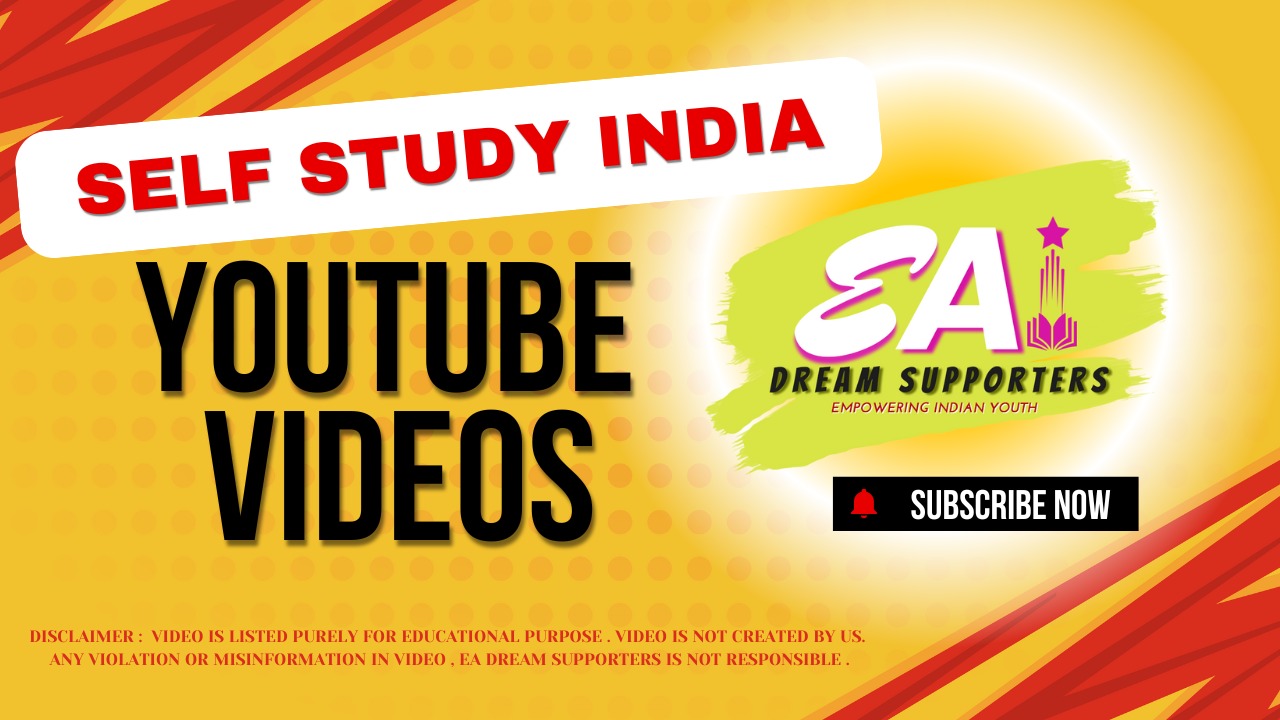 SELF STUDY INDIA
YOUTUBE
VIDEOS
EA
DREAM SUPPORTERS
EMPOWERING INDIAN YOUTH
SUBSCRIBE NOW
DISCLAIMER : VIDEO IS LISTED PURELY FOR EDUCATIONAL PURPOSE . VIDEO IS NOT CREATED BY US.
ANY VIOLATION OR MISINFORMATION IN VIDEO , EA DREAM SUPPORTERS IS NOT RESPONSIBLE .